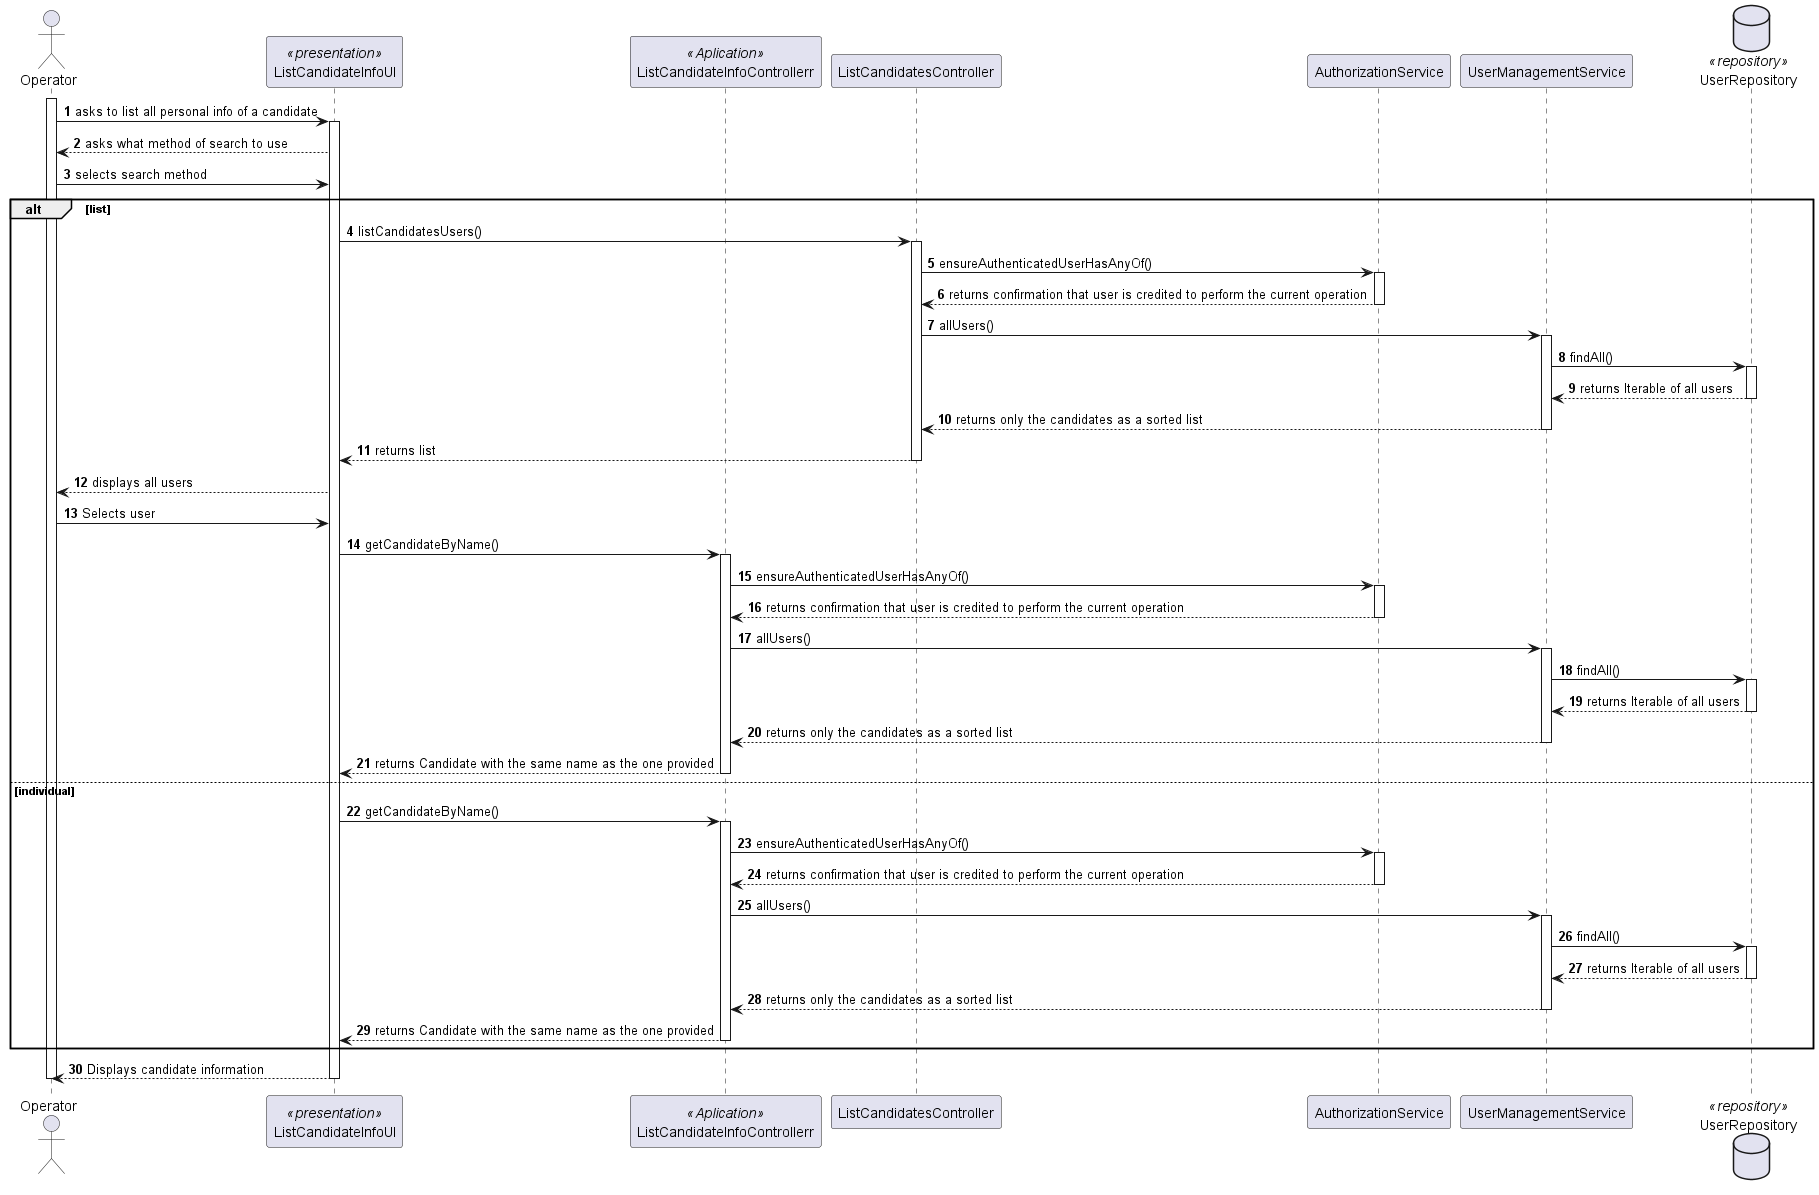 Operator
«presentation»
ListCandidateInfoUI
«Aplication»
ListCandidateInfoControllerr
ListCandidatesController
AuthorizationService
UserManagementService
«repository»
UserRepository
1 asks to list all personal info of a candidate
2 asks what method of search to use
3 selects search method
alt [list]
4 listCandidatesUsers()
5 ensureAuthenticatedUserHasAnyOf()
6 returns confirmation that user is credited to perform the current operation
7 allUsers()
8 findAll()
9 returns Iterable of all users
10 returns only the candidates as a sorted list
11 returns list
12 displays all users
13 Selects user
14 getCandidateByName()
15 ensureAuthenticatedUserHasAnyOf()
16 returns confirmation that user is credited to perform the current operation
17 allUsers()
18 findAll()
19 returns Iterable of all users
20 returns only the candidates as a sorted list
21 returns Candidate with the same name as the one provided
[individual]
22 getCandidateByName()
23 ensureAuthenticatedUserHasAnyOf()
24 returns confirmation that user is credited to perform the current operation
25 allUsers()
26 findAll()
27 returns Iterable of all users
28 returns only the candidates as a sorted list
29 returns Candidate with the same name as the one provided
30 Displays candidate information
Operator
«presentation»
ListCandidateInfoUI
«Aplication»
ListCandidateInfoControllerr
ListCandidatesController
AuthorizationService
UserManagementService
«repository»
UserRepository